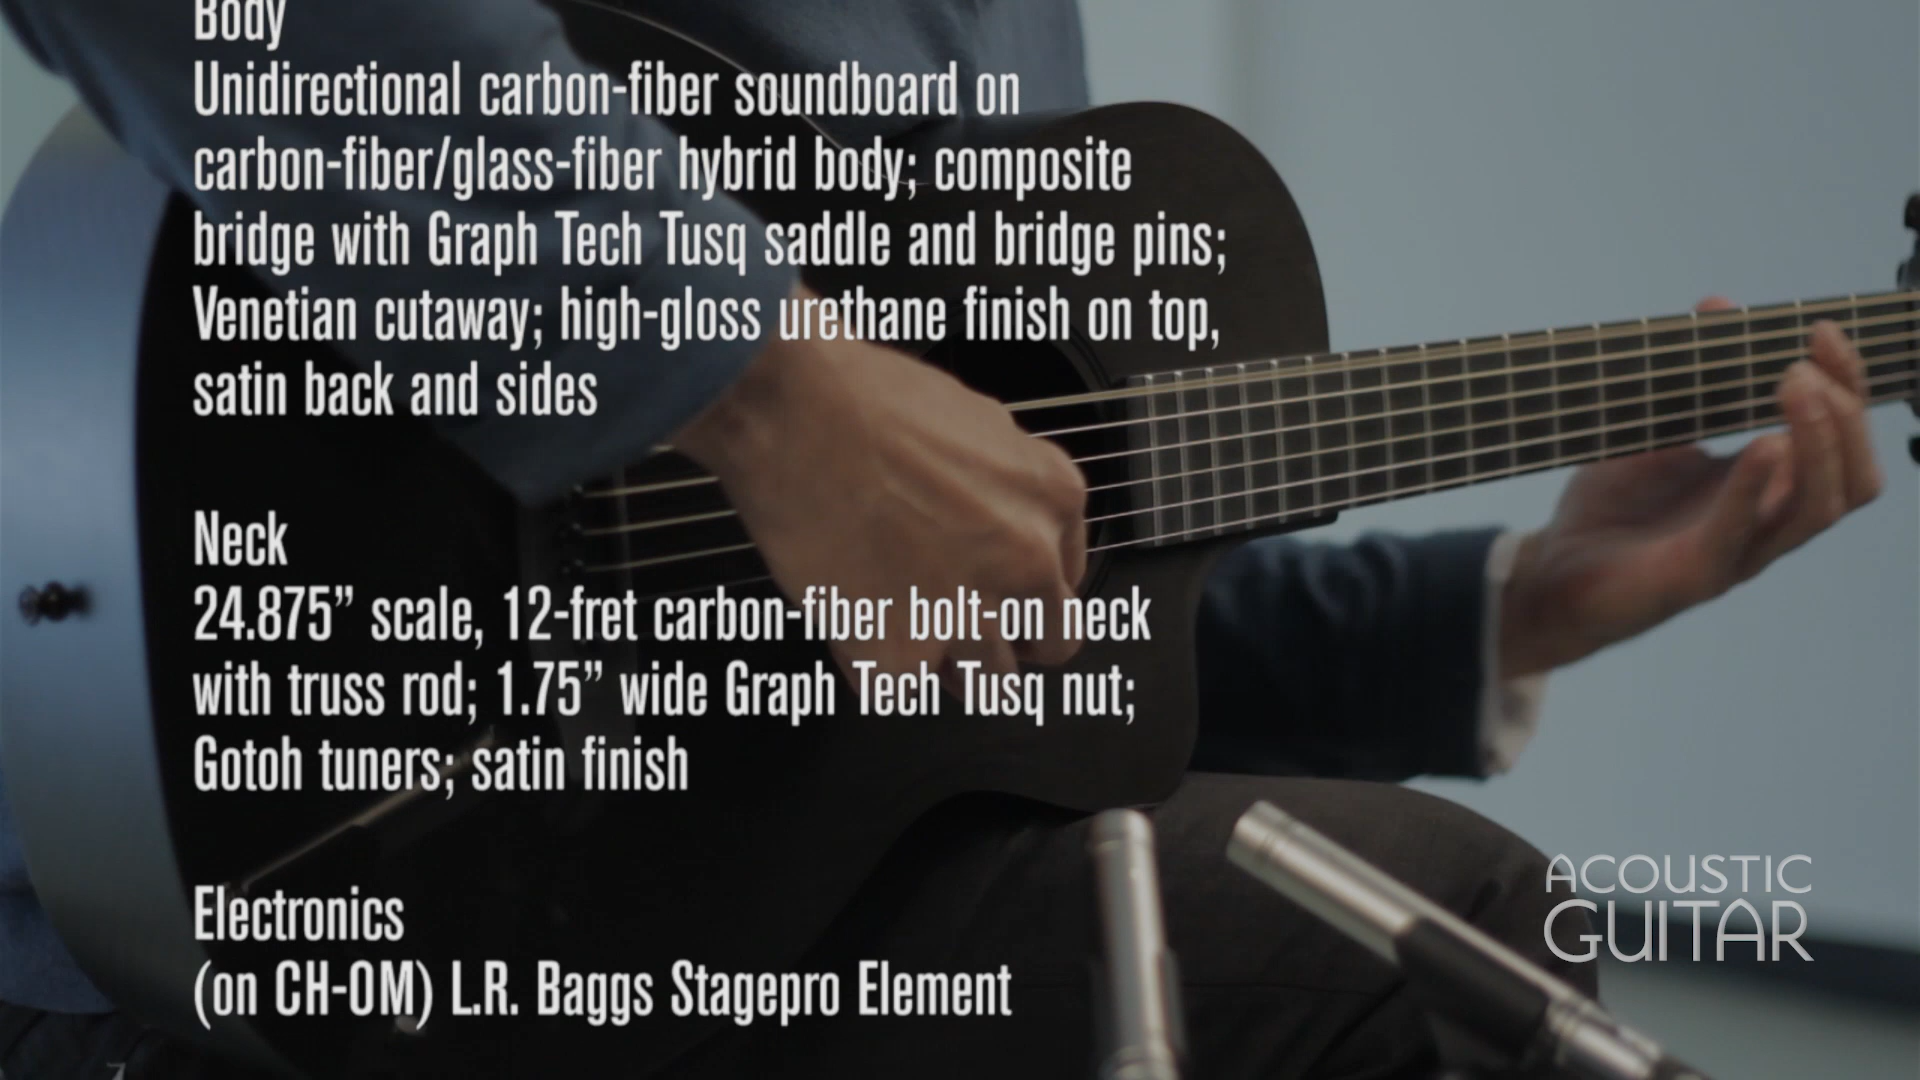 Body
Unidirectional carbon-fiber soundboard on
carbon-fiber/glass-fiber hybrid body; composite
bridge with Graph Tech Tusq saddle and bridge pins;
Venetian cutaway; high-gloss urethane finish on top,
satin back and sides
Neck
24.875” scale, 12-fret carbon-fiber bolt-on neck
with truss rod; 1.75” wide Graph Tech Tusq nut;
Gotoh tuners; satin finish
Electronics
(on CH-OM) L.R. Baggs Stagepro Element
ACOUSTIC
GUITAR